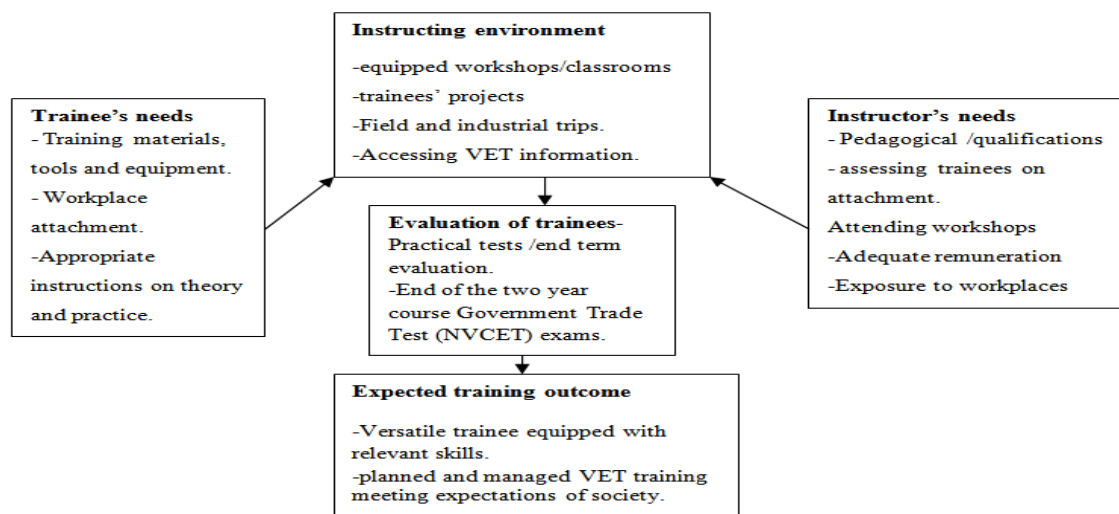 Instructing environment
-equipped workshops/classrooms
-trainees’ projects
-Field and industrial trips.
-Accessing VET information.
Trainee’s needs
- Training materials,
tools and equipment.
- Workplace
attachment.
-Appropriate
instructions on theory
and practice.
Instructor’s needs
- Pedagogical /qualifications
- assessing trainees on
attachment.
Attending workshops
-Adequate remuneration
-Exposure to workplaces
Evaluation of trainees-
Practical tests /end term
evaluation.
-End of the two year
course Government Trade
Test (NVCET) exams.
Expected training outcome
-Versatile trainee equipped with
relevant skills.
-planned and managed VET training
meeting expectations of society.